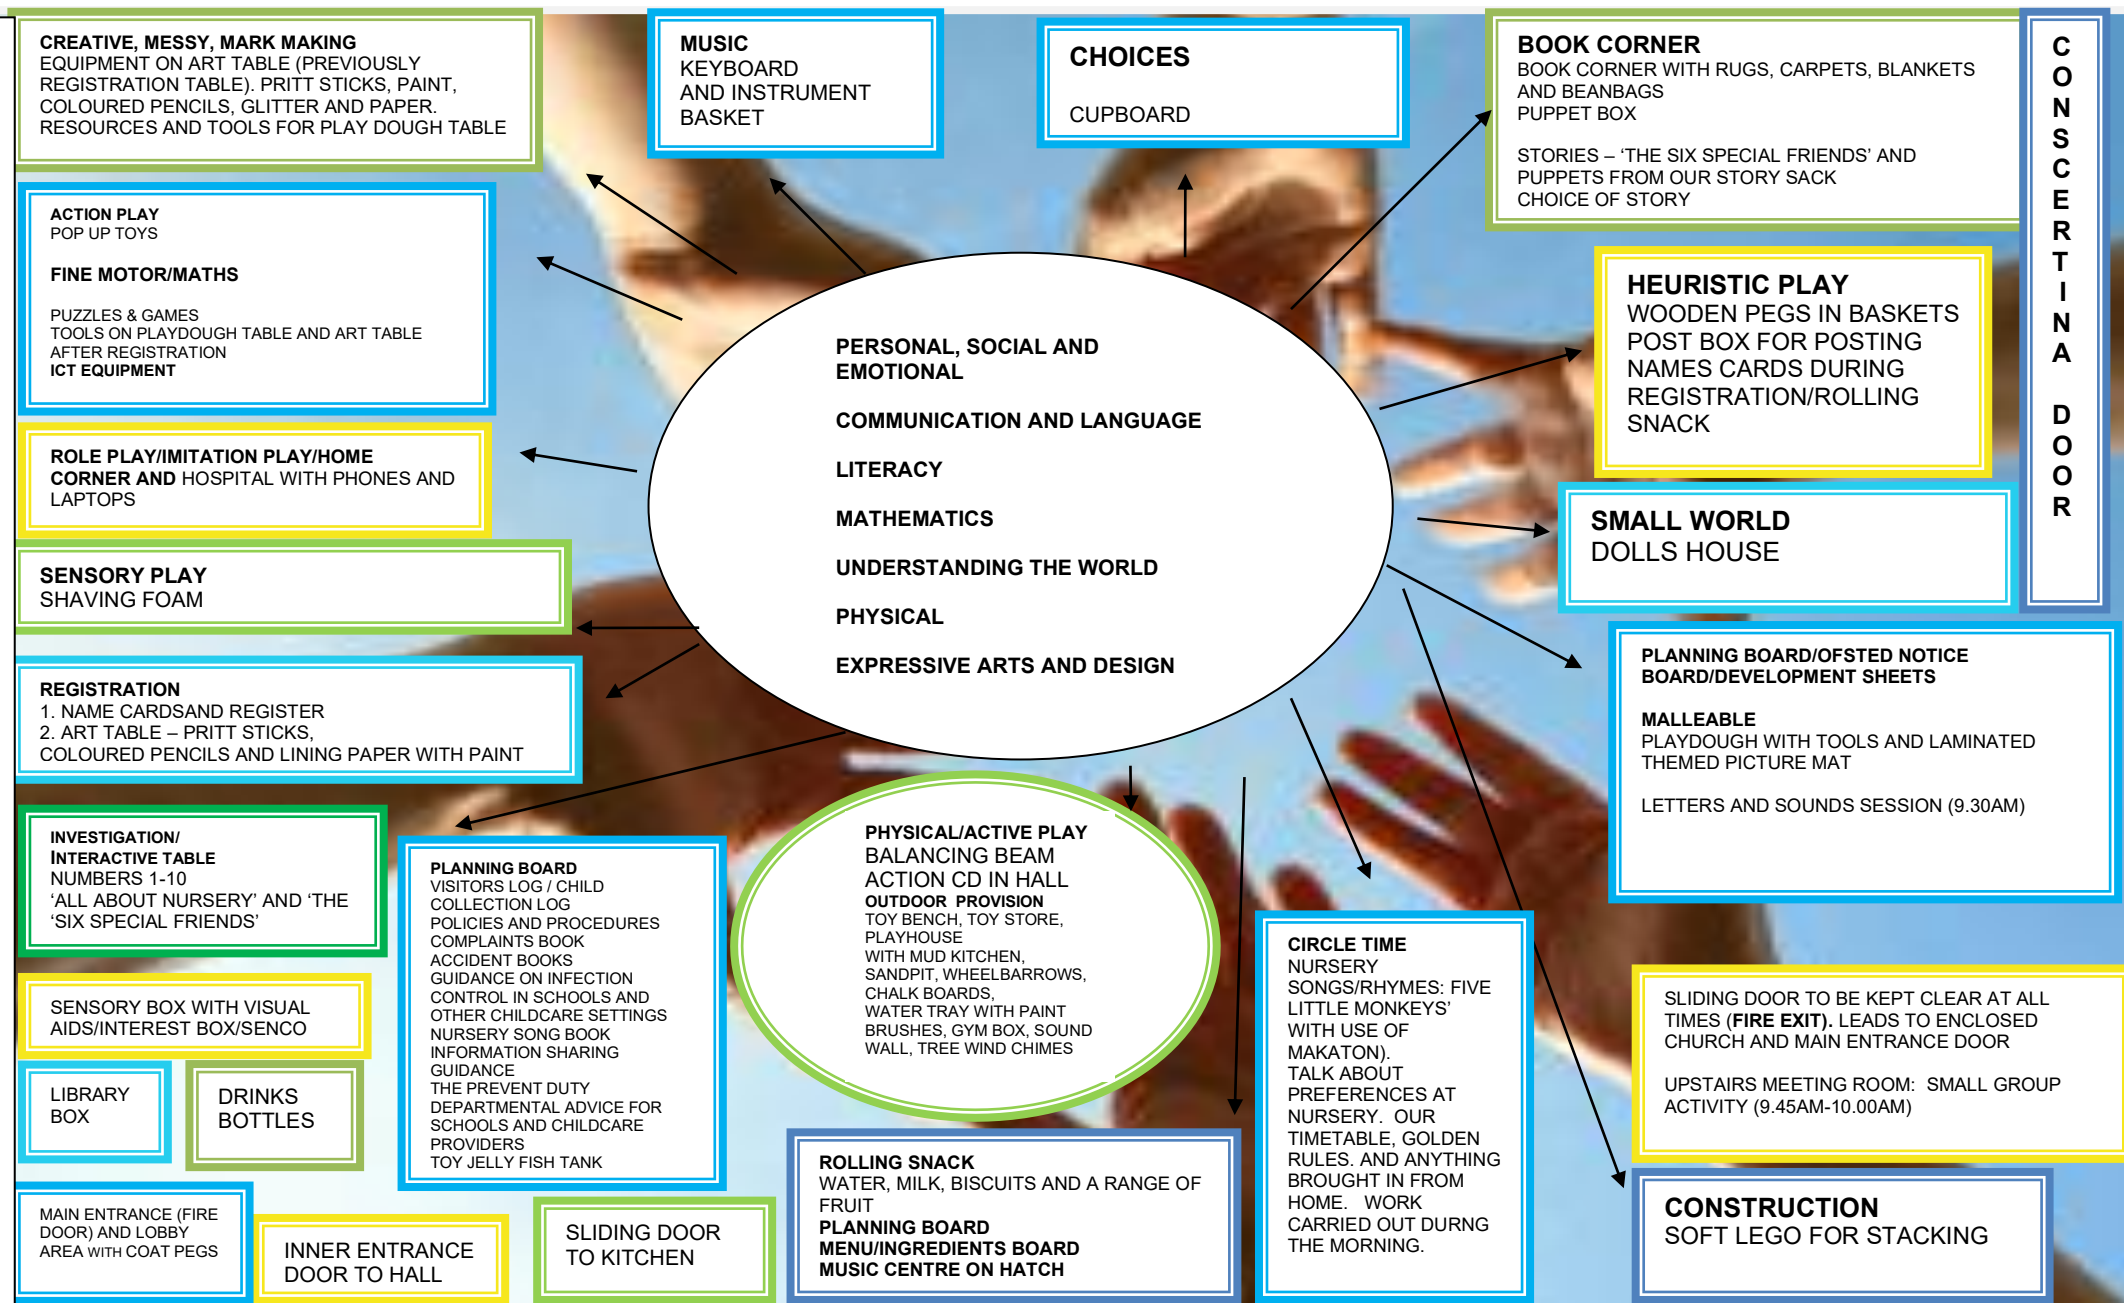 CREATIVE, MESSY, MARK MAKING
EQUIPMENT ON ART TABLE (PREVIOUSLY
REGISTRATION TABLE). PRITT STICKS, PAINT,
COLOURED PENCILS, GLITTER AND PAPER.
RESOURCES AND TOOLS FOR PLAY DOUGH TABLE
MUSIC
KEYBOARD
AND INSTRUMENT
BASKET
CHOICES
CUPBOARD
BOOK CORNER
BOOK CORNER WITH RUGS, CARPETS, BLANKETS
AND BEANBAGS
PUPPET BOX
STORIES – ‘THE SIX SPECIAL FRIENDS’ AND
PUPPETS FROM OUR STORY SACK
CHOICE OF STORY
CONSCERTINA DOOR
ACTION PLAY
POP UP TOYS
FINE MOTOR/MATHS
PUZZLES & GAMES
TOOLS ON PLAYDOUGH TABLE AND ART TABLE
AFTER REGISTRATION
ICT EQUIPMENT
HEURISTIC PLAY
WOODEN PEGS IN BASKETS
POST BOX FOR POSTING
NAMES CARDS DURING
REGISTRATION/ROLLING
SNACK
PERSONAL, SOCIAL AND
EMOTIONAL
COMMUNICATION AND LANGUAGE
LITERACY
MATHEMATICS
UNDERSTANDING THE WORLD
PHYSICAL
EXPRESSIVE ARTS AND DESIGN
ROLE PLAY/IMITATION PLAY/HOME
CORNER AND HOSPITAL WITH PHONES AND
LAPTOPS
SMALL WORLD
DOLLS HOUSE
SENSORY PLAY
SHAVING FOAM
REGISTRATION
1. NAME CARDSAND REGISTER
2. ART TABLE – PRITT STICKS,
COLOURED PENCILS AND LINING PAPER WITH PAINT
PLANNING BOARD/OFSTED NOTICE
BOARD/DEVELOPMENT SHEETS
MALLEABLE
PLAYDOUGH WITH TOOLS AND LAMINATED
THEMED PICTURE MAT
LETTERS AND SOUNDS SESSION (9.30AM)
INVESTIGATION/
INTERACTIVE TABLE
NUMBERS 1-10
‘ALL ABOUT NURSERY’ AND ‘THE
‘SIX SPECIAL FRIENDS’
PLANNING BOARD
VISITORS LOG / CHILD
COLLECTION LOG
POLICIES AND PROCEDURES
COMPLAINTS BOOK
ACCIDENT BOOKS
GUIDANCE ON INFECTION
CONTROL IN SCHOOLS AND
OTHER CHILDCARE SETTINGS
NURSERY SONG BOOK
INFORMATION SHARING
GUIDANCE
THE PREVENT DUTY
DEPARTMENTAL ADVICE FOR
SCHOOLS AND CHILDCARE
PROVIDERS
TOY JELLY FISH TANK
PHYSICAL/ACTIVE PLAY
BALANCING BEAM
ACTION CD IN HALL
OUTDOOR PROVISION
TOY BENCH, TOY STORE,
PLAYHOUSE
WITH MUD KITCHEN,
SANDPIT, WHEELBARROWS,
CHALK BOARDS,
WATER TRAY WITH PAINT
BRUSHES, GYM BOX, SOUND
WALL, TREE WIND CHIMES
CIRCLE TIME
NURSERY
SONGS/RHYMES: FIVE
LITTLE MONKEYS’
WITH USE OF
MAKATON).
TALK ABOUT
PREFERENCES AT
NURSERY. OUR
TIMETABLE, GOLDEN
RULES. AND ANYTHING
BROUGHT IN FROM
HOME. WORK
CARRIED OUT DURNG
THE MORNING.
SLIDING DOOR TO BE KEPT CLEAR AT ALL
TIMES (FIRE EXIT). LEADS TO ENCLOSED
CHURCH AND MAIN ENTRANCE DOOR
UPSTAIRS MEETING ROOM: SMALL GROUP
ACTIVITY (9.45AM-10.00AM)
SENSORY BOX WITH VISUAL
AIDS/INTEREST BOX/SENCO
LIBRARY
BOX
DRINKS
BOTTLES
ROLLING SNACK
WATER, MILK, BISCUITS AND A RANGE OF
FRUIT
PLANNING BOARD
MENU/INGREDIENTS BOARD
MUSIC CENTRE ON HATCH
CONSTRUCTION
SOFT LEGO FOR STACKING
MAIN ENTRANCE (FIRE
DOOR) AND LOBBY
AREA WITH COAT PEGS
INNER ENTRANCE
DOOR TO HALL
SLIDING DOOR
TO KITCHEN